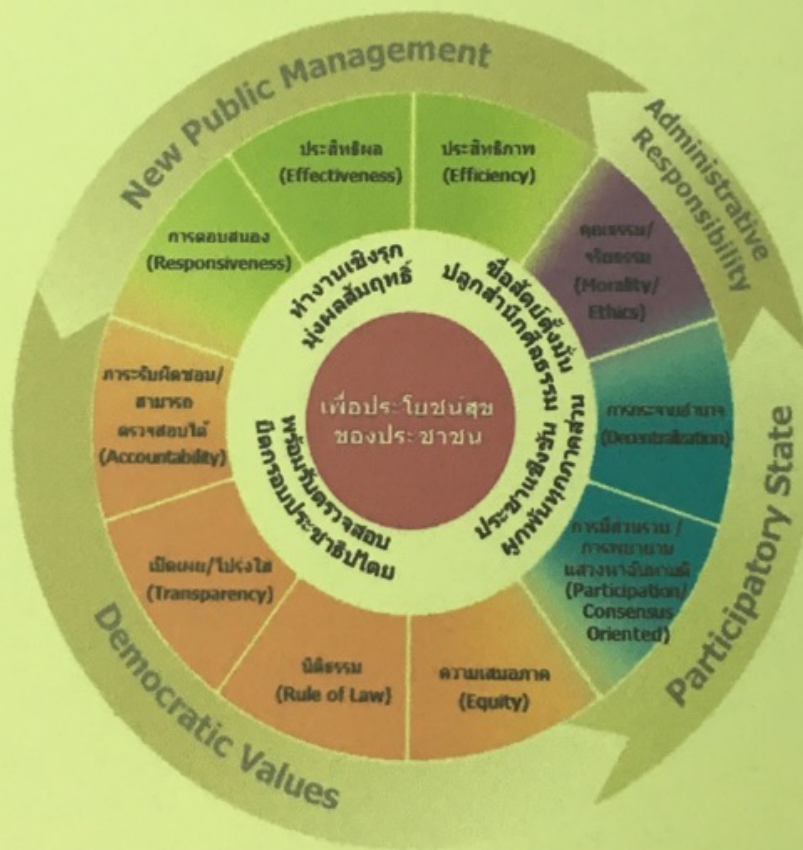 New Public Management
Administrative
Responsibility
Participatory State
Democratic Values
ประสิทธิผล
(Effectiveness)
ประสิทธิภาพ
(Efficiency)
คุณธรรม/
จริยธรรม
(Morality/
Ethics)
การกระจายอำนาจ
(Decentralization)
การมีส่วนร่วม /
การพยายาม
แสวงหาฉันทามติ
(Participation/
Consensus
Oriented)
ความเสมอภาค
(Equity)
นิติธรรม
(Rule of Law)
เปิดเผย/โปร่งใส
(Transparency)
ภาระรับผิดชอบ/
สามารถ
ตรวจสอบได้
(Accountability)
การตอบสนอง
(Responsiveness)
ทำงานเชิงรุก
มุ่งผลสัมฤทธิ์
ซื่อสัตย์ตั้งมั่น
ปลูกสำนึกศีลธรรม
ประชาเชิงชัน
ผูกพันทุกภาคส่วน
พร้อมรับตรวจสอบ
ยึดกรอบประชาธิปไตย
เพื่อประโยชน์สุข
ของประชาชน